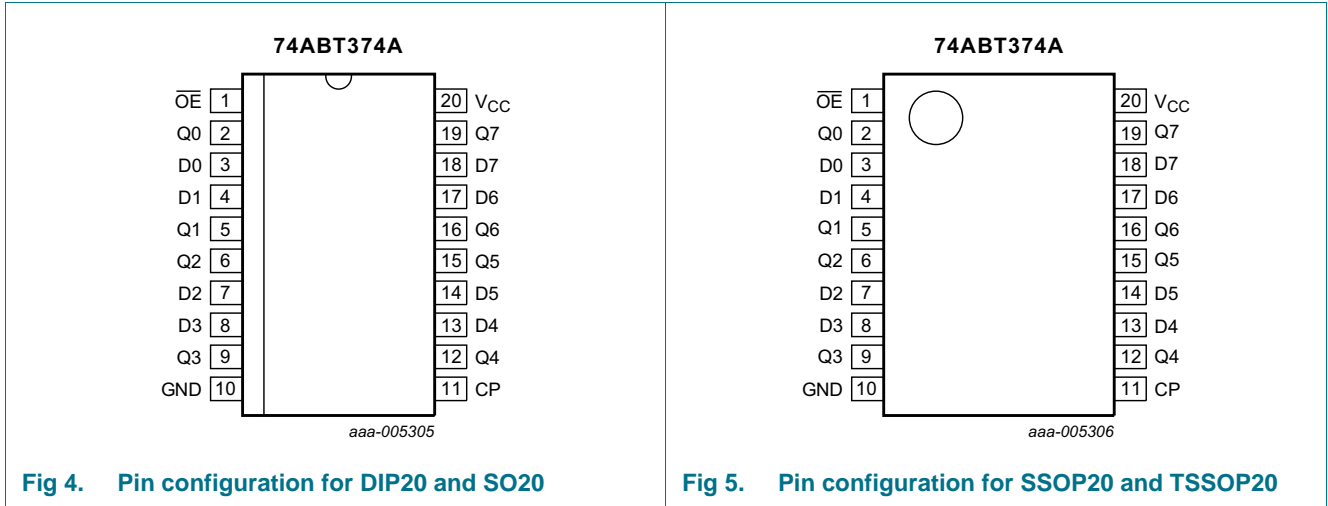 74ABT374A
OE 1 20 VCC
Q0 2 19 Q7
D0 3 18 D7
D1 4 17 D6
Q1 5 16 Q6
Q2 6 15 Q5
D2 7 14 D5
D3 8 13 D4
Q3 9 12 Q4
GND 10 11 CP
aaa-005305
Fig 4. Pin configuration for DIP20 and SO20
74ABT374A
OE 1 20 VCC
Q0 2 19 Q7
D0 3 18 D7
D1 4 17 D6
Q1 5 16 Q6
Q2 6 15 Q5
D2 7 14 D5
D3 8 13 D4
Q3 9 12 Q4
GND 10 11 CP
aaa-005306
Fig 5. Pin configuration for SSOP20 and TSSOP20